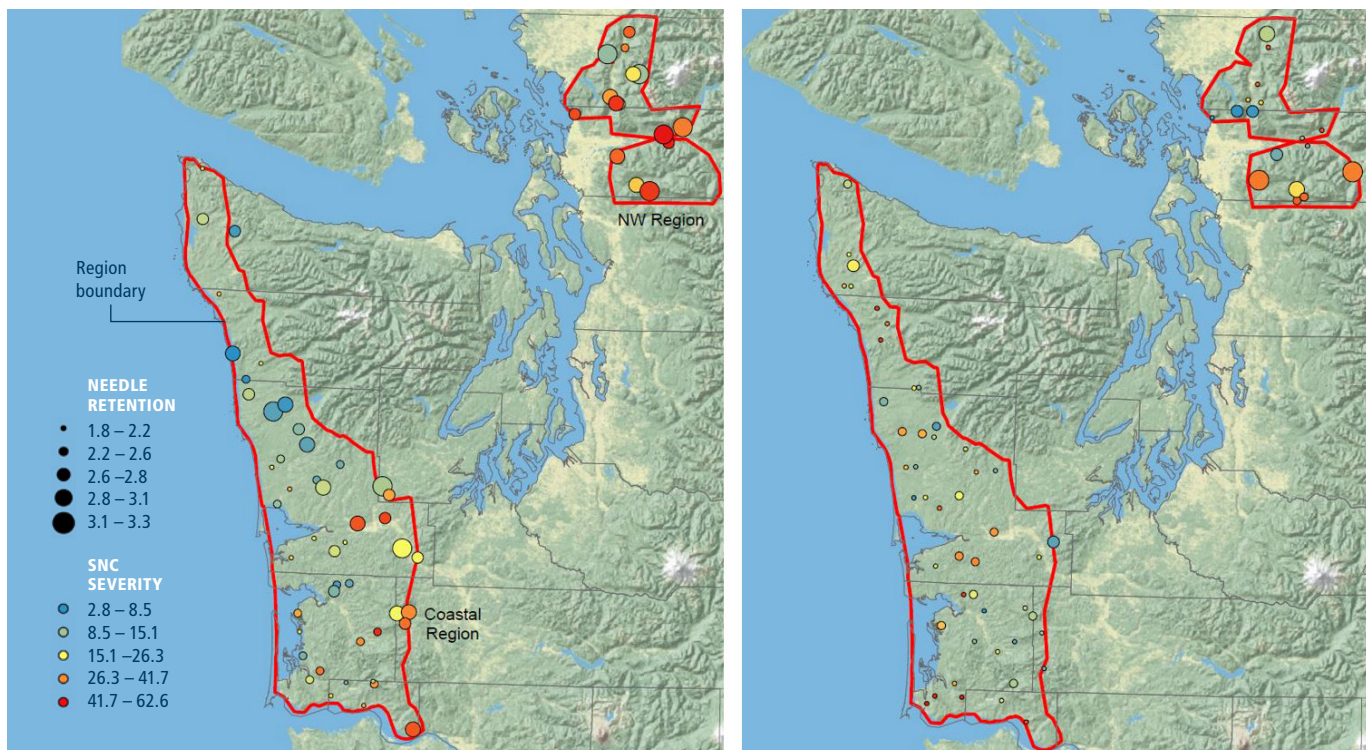 NW Region
Region
boundary
NEEDLE
RETENTION
1.8 – 2.2
2.2 – 2.6
2.6 –2.8
2.8 – 3.1
3.1 – 3.3
SNC
SEVERITY
2.8 – 8.5
8.5 – 15.1
15.1 –26.3
26.3 – 41.7
41.7 – 62.6
Coastal
Region